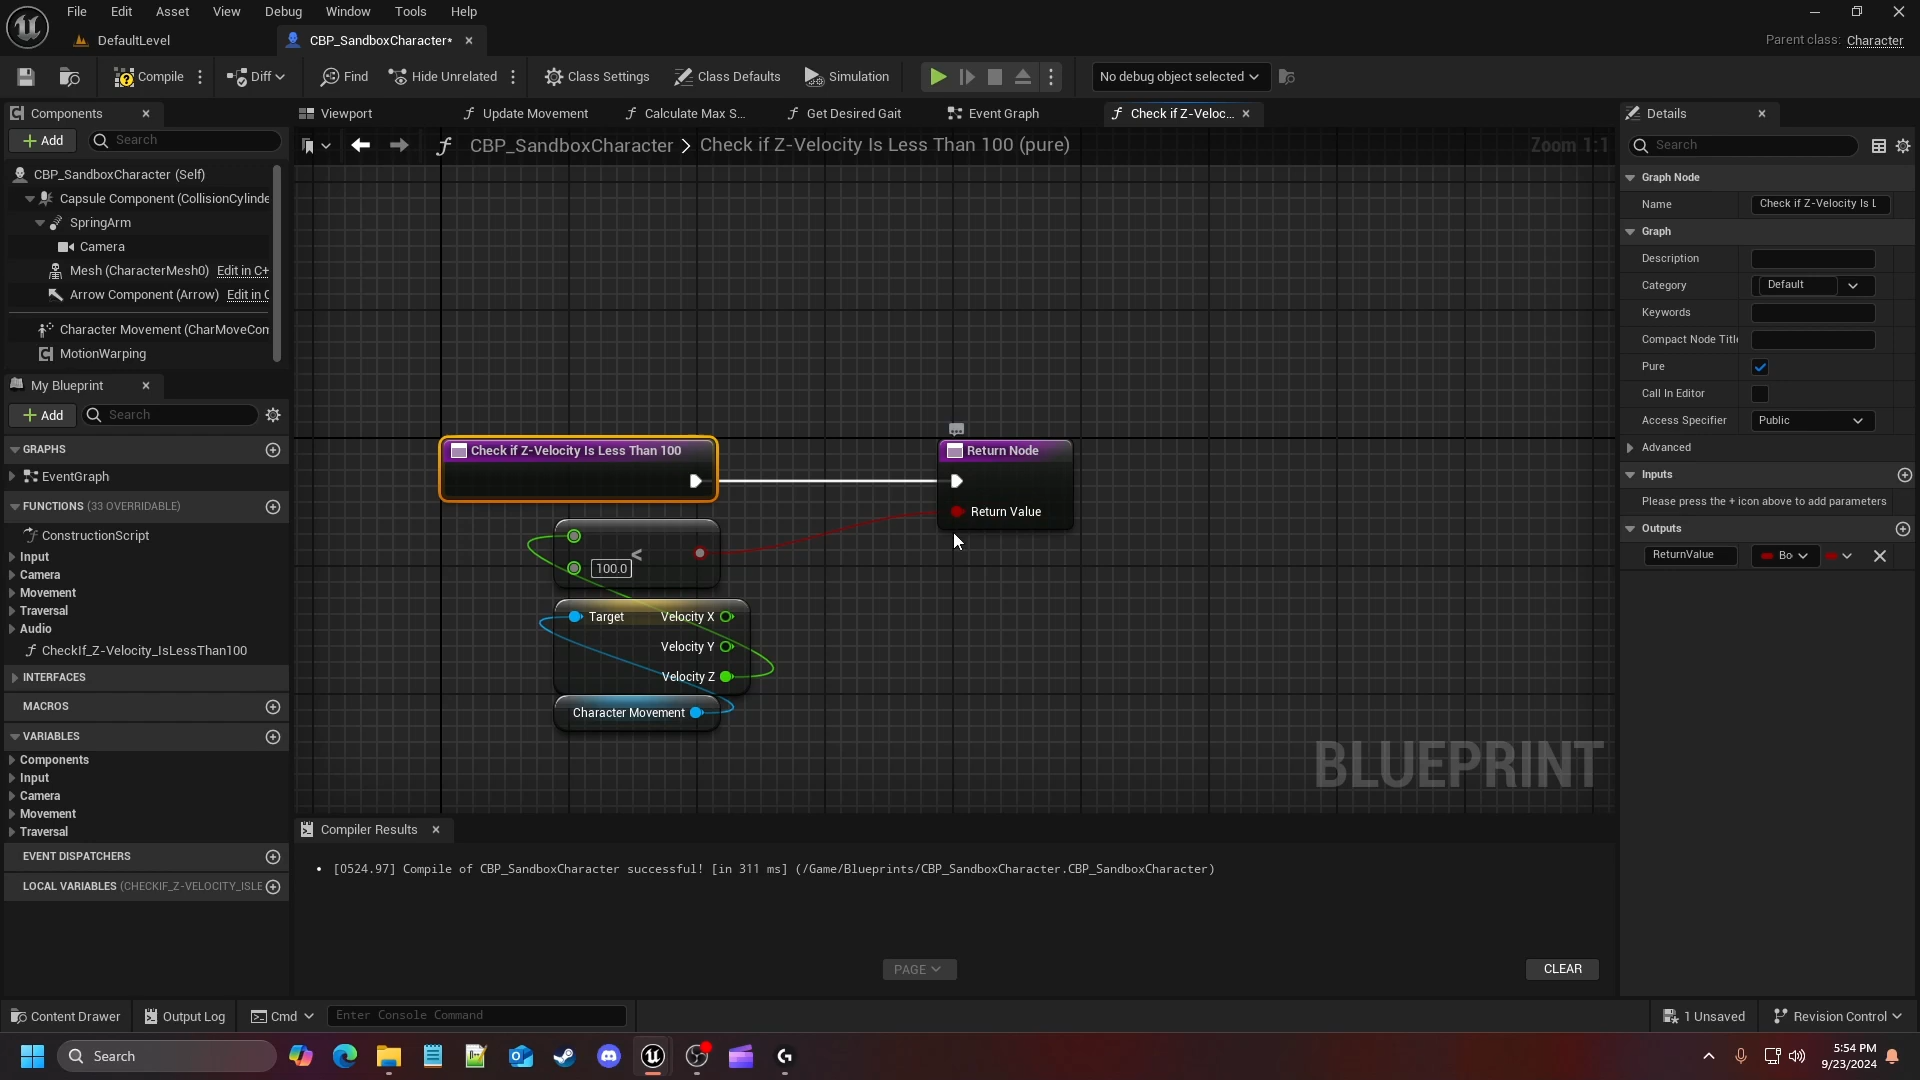 File Edit Asset View Debug Window Tools Help
DefaultLevel
CBP_SandboxCharacter*
Parent class: Character
Compile
Diff
Find
Hide Unrelated
Class Settings
Class Defaults
Simulation
No debug object selected
Components
Add
Search
CBP_SandboxCharacter (Self)
Capsule Component (CollisionCylinde
SpringArm
Camera
Mesh (CharacterMesh0) Edit in C+
Arrow Component (Arrow) Edit in C
Character Movement (CharMoveCom
MotionWarping
My Blueprint
Add
Search
GRAPHS
EventGraph
FUNCTIONS (33 OVERRIDABLE)
ConstructionScript
Input
Camera
Movement
Traversal
Audio
CheckIf_Z-Velocity_IsLessThan100
INTERFACES
MACROS
VARIABLES
Components
Input
Camera
Movement
Traversal
EVENT DISPATCHERS
LOCAL VARIABLES (CHECKIF_Z-VELOCITY_ISLE
Viewport
Update Movement
Calculate Max S...
Get Desired Gait
Event Graph
Check if Z-Veloc...
CBP_SandboxCharacter > Check if Z-Velocity Is Less Than 100 (pure)
Zoom 1:1
Check if Z-Velocity Is Less Than 100
Return Node
Return Value
<
100.0
Target Velocity X
Velocity Y
Velocity Z
Character Movement
BLUEPRINT
Compiler Results
[0524.97] Compile of CBP_SandboxCharacter successful! [in 311 ms] (/Game/Blueprints/CBP_SandboxCharacter.CBP_SandboxCharacter)
PAGE
CLEAR
Details
Search
Graph Node
Name Check if Z-Velocity Is L
Graph
Description
Category Default
Keywords
Compact Node Title
Pure
Call In Editor
Access Specifier Public
Advanced
Inputs
Please press the + icon above to add parameters
Outputs
ReturnValue Bo
Content Drawer
Output Log
Cmd
Enter Console Command
1 Unsaved
Revision Control
Search
5:54 PM
9/23/2024